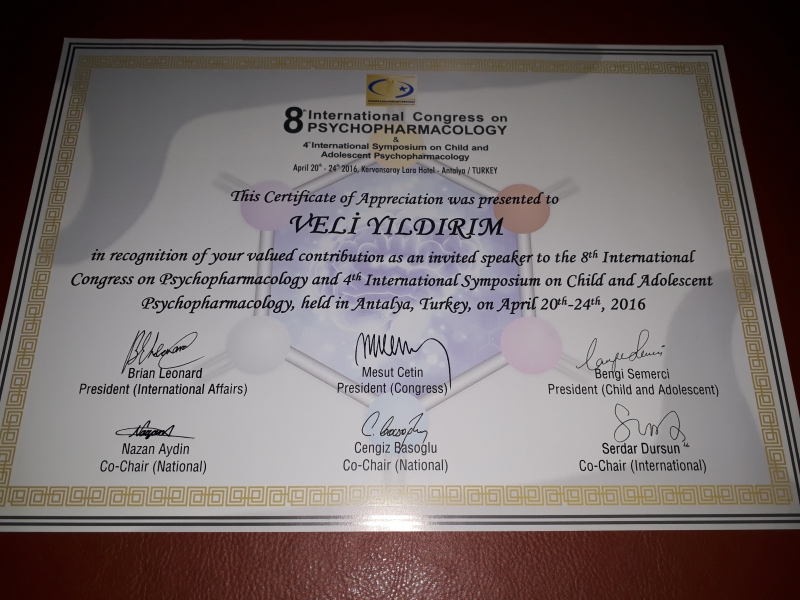 8th International Congress on
PSYCHOPHARMACOLOGY
&
4th International Symposium on Child and
Adolescent Psychopharmacology
April 20th - 24th 2016, Kervansaray Lara Hotel - Antalya / TURKEY
This Certificate of Appreciation was presented to
VELİ YILDIRIM
in recognition of your valued contribution as an invited speaker to the 8th International
Congress on Psychopharmacology and 4th International Symposium on Child and Adolescent
Psychopharmacology, held in Antalya, Turkey, on April 20th-24th, 2016
Brian Leonard
President (International Affairs)
Mesut Cetin
President (Congress)
Bengi Semerci
President (Child and Adolescent)
Nazan Aydin
Co-Chair (National)
Cengiz Basoglu
Co-Chair (National)
Serdar Dursun
Co-Chair (International)